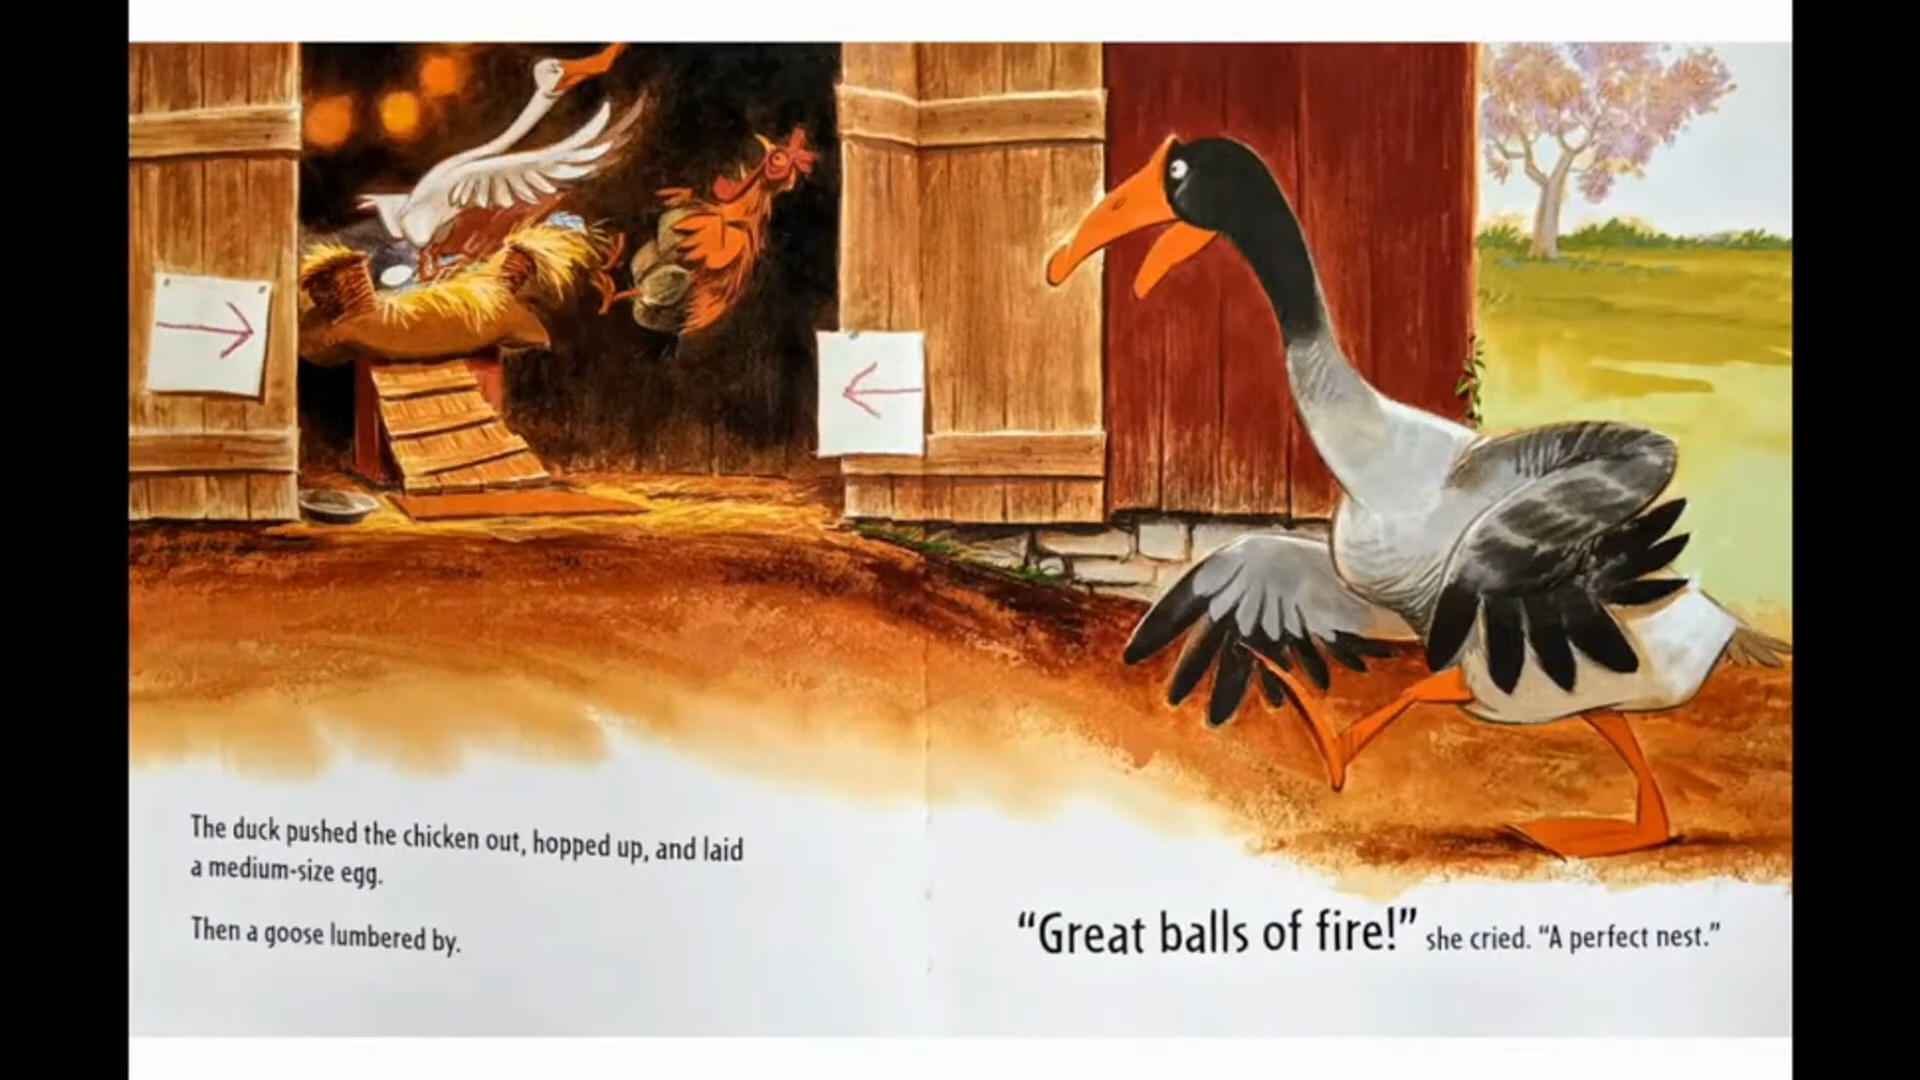 The duck pushed the chicken out, hopped up, and laid
a medium-size egg.
Then a goose lumbered by.
“Great balls of fire!” she cried. “A perfect nest.”